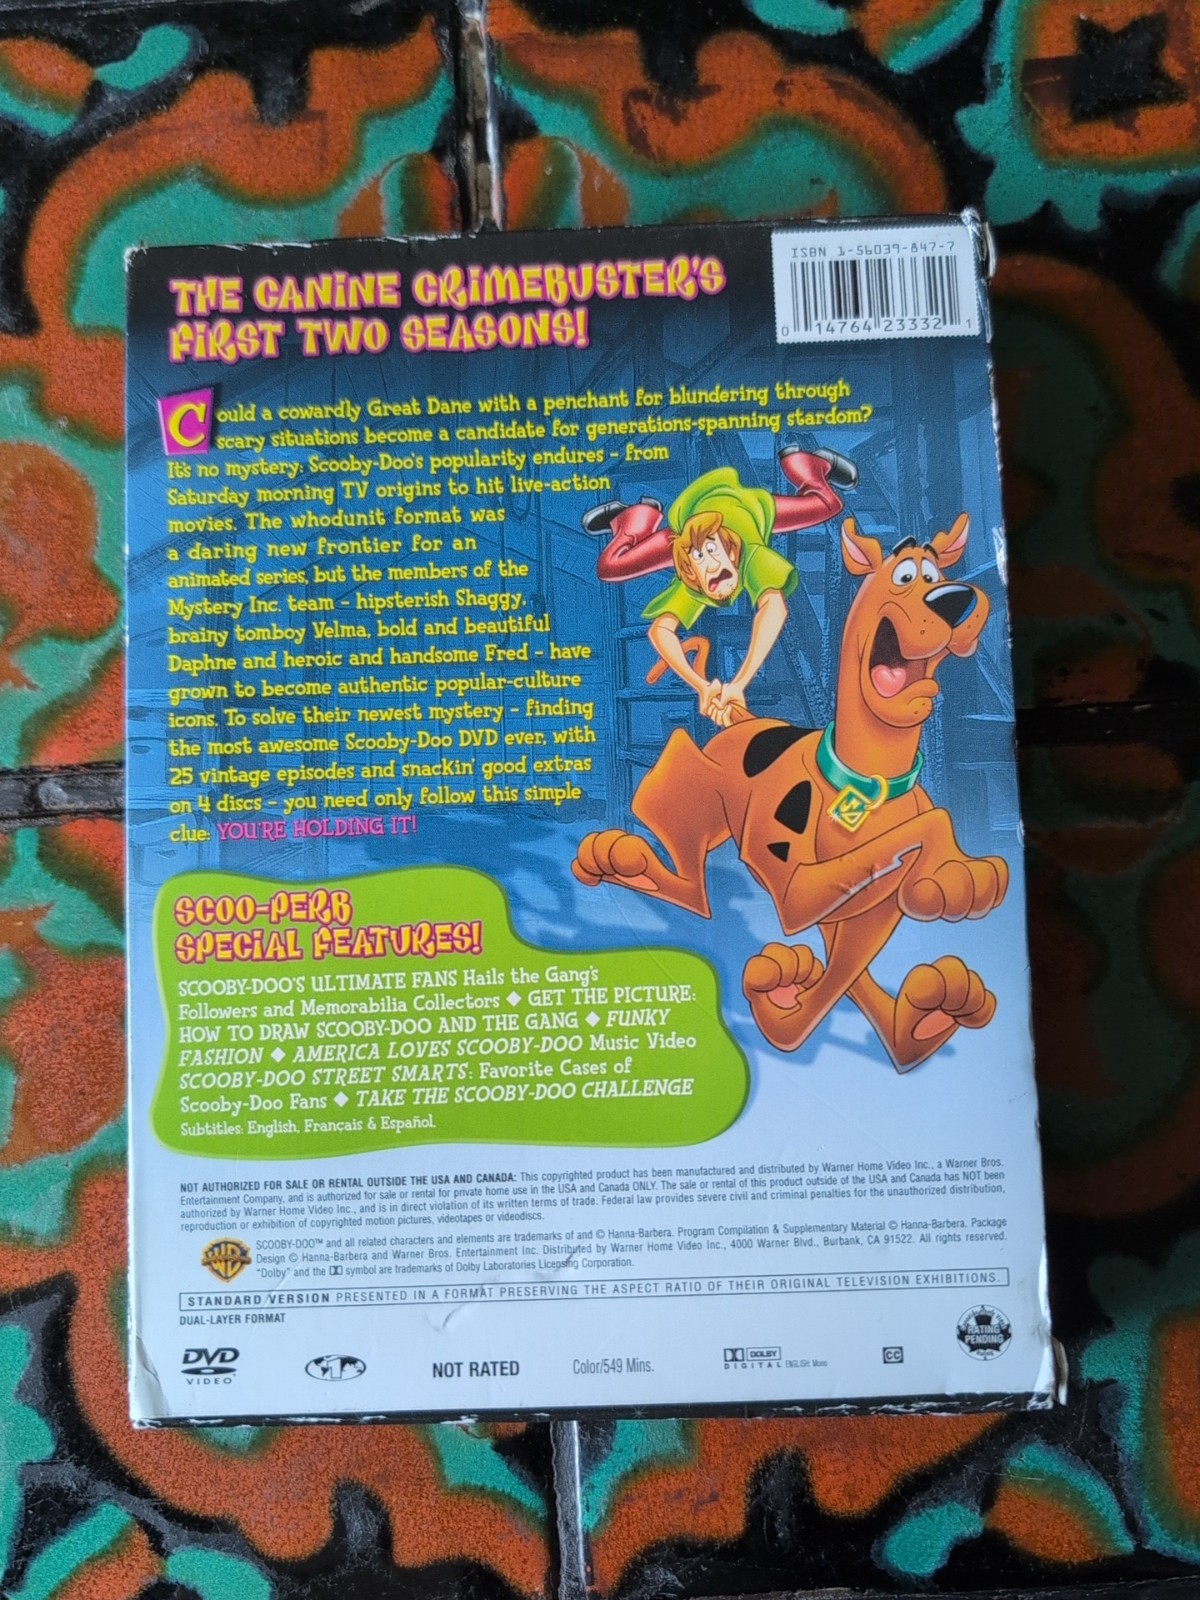 ISBN 1-56039-847-7
0 14764 23332 1
THE CANINE CRIMEBUSTER'S
FIRST TWO SEASONS!
Could a cowardly Great Dane with a penchant for blundering through
scary situations become a candidate for generations-spanning stardom?
It's no mystery: Scooby-Doo's popularity endures – from
Saturday morning TV origins to hit live-action
movies. The whodunit format was
a daring new frontier for an
animated series, but the members of the
Mystery Inc. team – hipsterish Shaggy,
brainy tomboy Velma, bold and beautiful
Daphne and heroic and handsome Fred – have
grown to become authentic popular-culture
icons. To solve their newest mystery – finding
the most awesome Scooby-Doo DVD ever, with
25 vintage episodes and snackin' good extras
on 4 discs – you need only follow this simple
clue: YOU'RE HOLDING IT!
SCOO-PERB
SPECIAL FEATURES!
SCOOBY-DOO'S ULTIMATE FANS Hails the Gang's
Followers and Memorabilia Collectors ◆ GET THE PICTURE:
HOW TO DRAW SCOOBY-DOO AND THE GANG ◆ FUNKY
FASHION ◆ AMERICA LOVES SCOOBY-DOO Music Video
SCOOBY-DOO STREET SMARTS: Favorite Cases of
Scooby-Doo Fans ◆ TAKE THE SCOOBY-DOO CHALLENGE
Subtitles: English, Français & Español.
NOT AUTHORIZED FOR SALE OR RENTAL OUTSIDE THE USA AND CANADA: This copyrighted product has been manufactured and distributed by Warner Home Video Inc., a Warner Bros.
Entertainment Company, and is authorized for sale or rental for private home use in the USA and Canada ONLY. The sale or rental of this product outside of the USA and Canada has NOT been
authorized by Warner Home Video Inc., and is in direct violation of its written terms of trade. Federal law provides severe civil and criminal penalties for the unauthorized distribution,
reproduction or exhibition of copyrighted motion pictures, videotapes or videodiscs.
SCOOBY-DOO™ and all related characters and elements are trademarks of and © Hanna-Barbera. Program Compilation & Supplementary Material © Hanna-Barbera. Package
Design © Hanna-Barbera and Warner Bros. Entertainment Inc. Distributed by Warner Home Video Inc., 4000 Warner Blvd., Burbank, CA 91522. All rights reserved.
"Dolby" and the DD symbol are trademarks of Dolby Laboratories Licensing Corporation.
STANDARD VERSION PRESENTED IN A FORMAT PRESERVING THE ASPECT RATIO OF THEIR ORIGINAL TELEVISION EXHIBITIONS.
DUAL-LAYER FORMAT
DVD VIDEO
1
NOT RATED
Color/549 Mins.
DOLBY DIGITAL ENGLISH: Mono
CC
RATING PENDING
SD
WB